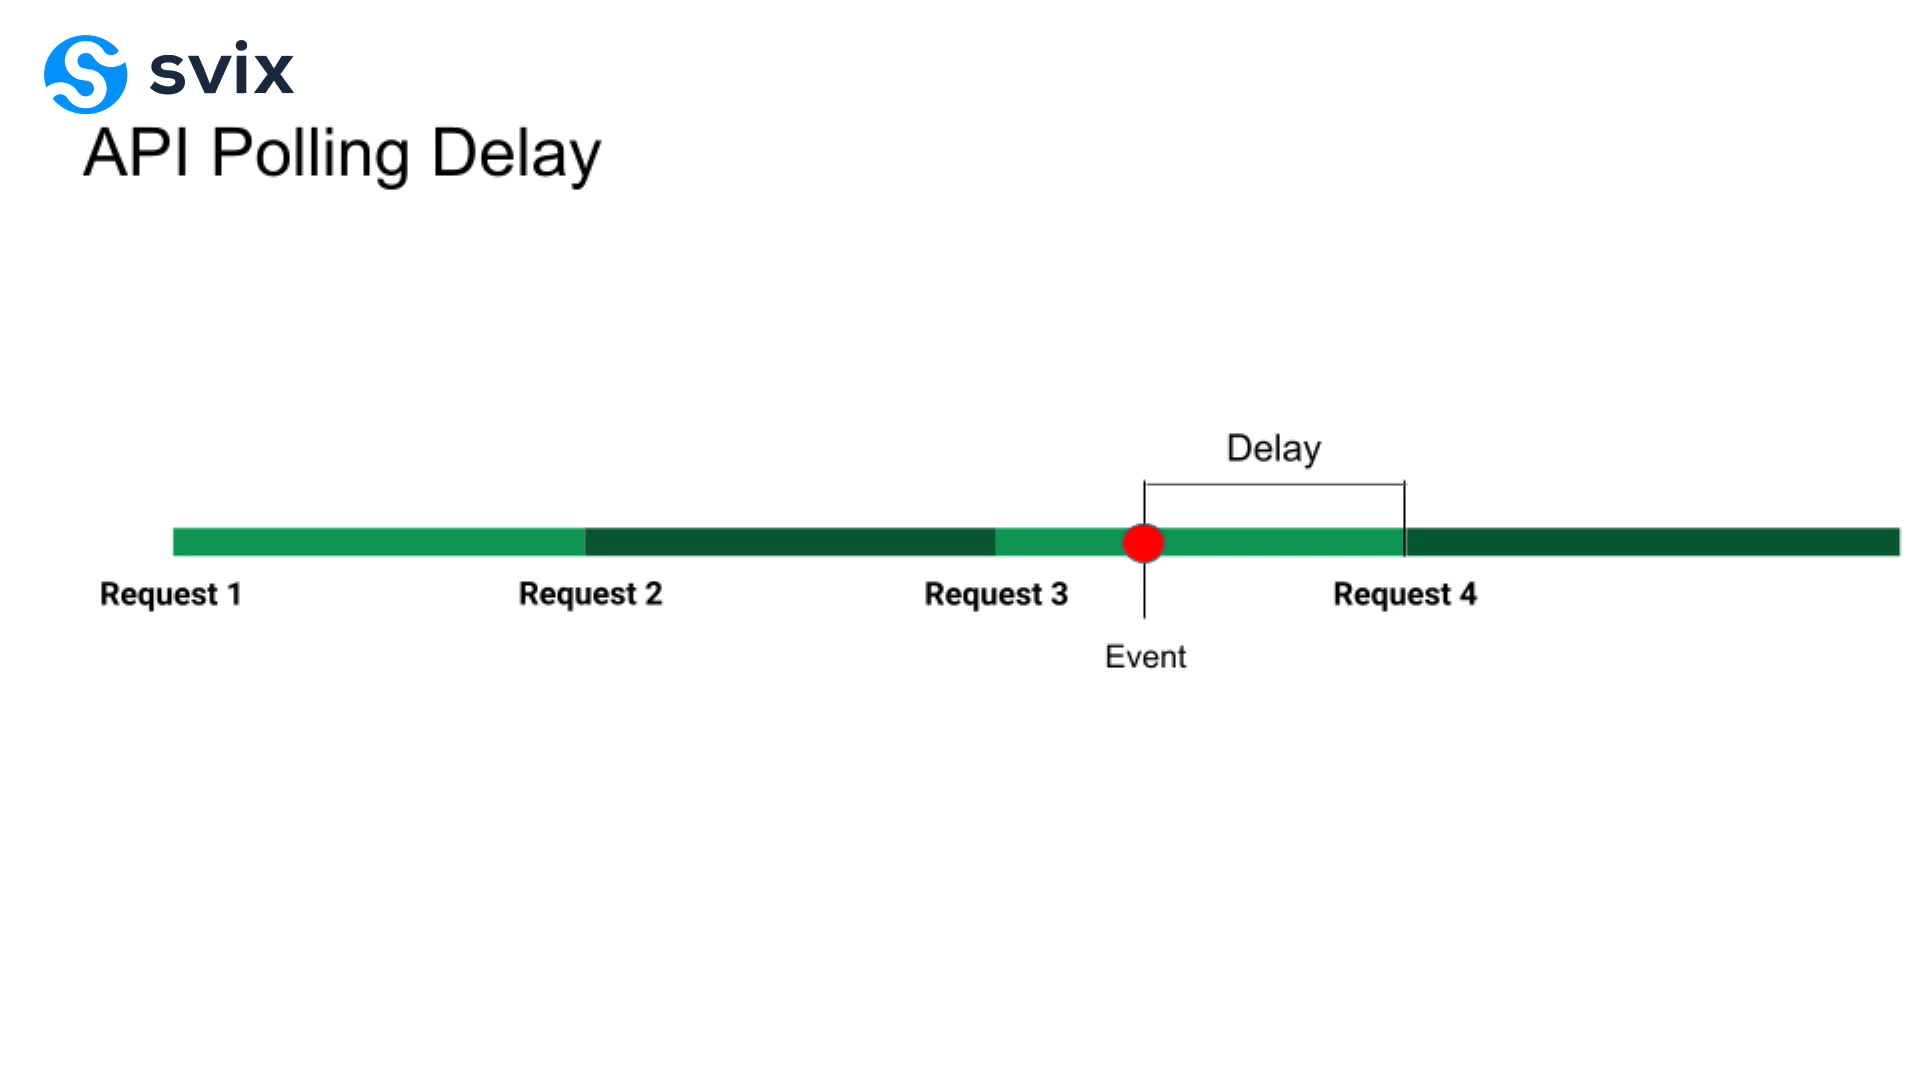 svix
API Polling Delay
Delay
Request 1 Request 2 Request 3 Request 4
Event